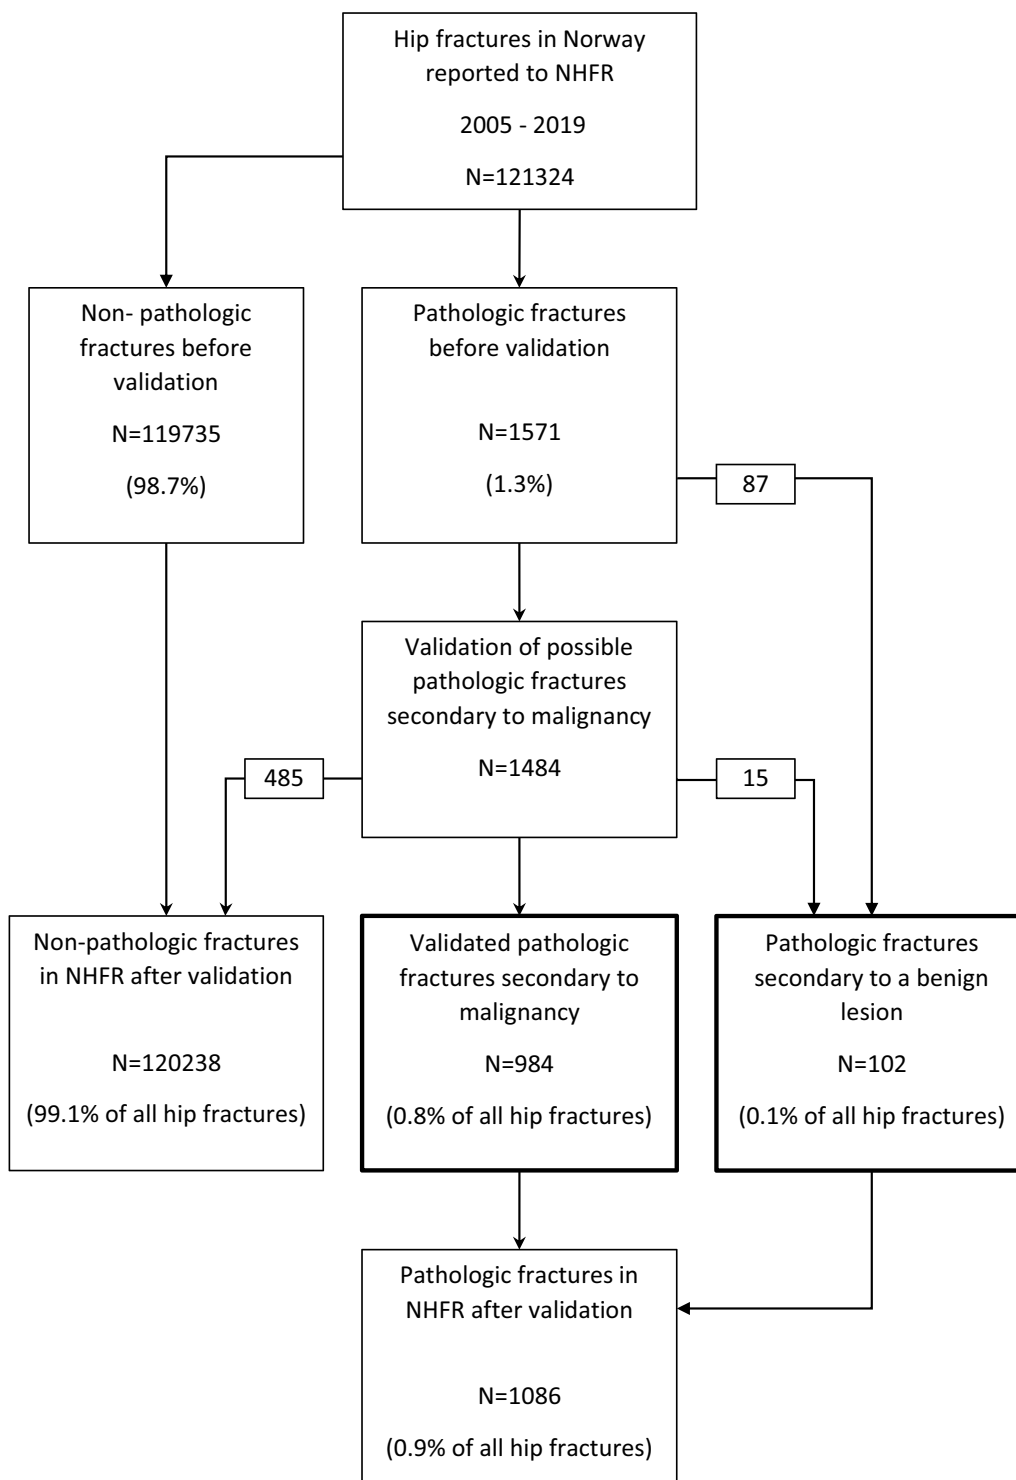 Hip fractures in Norway
reported to NHFR
2005 - 2019
N=121324
Non- pathologic
fractures before
validation
N=119735
(98.7%)
Pathologic fractures
before validation
N=1571
(1.3%)
87
Validation of possible
pathologic fractures
secondary to malignancy
N=1484
485
15
Non-pathologic fractures
in NHFR after validation
N=120238
(99.1% of all hip fractures)
Validated pathologic
fractures secondary to
malignancy
N=984
(0.8% of all hip fractures)
Pathologic fractures
secondary to a benign
lesion
N=102
(0.1% of all hip fractures)
Pathologic fractures in
NHFR after validation
N=1086
(0.9% of all hip fractures)